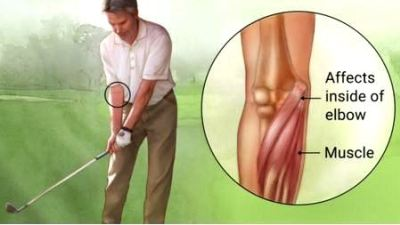 Affects
inside of
elbow
Muscle